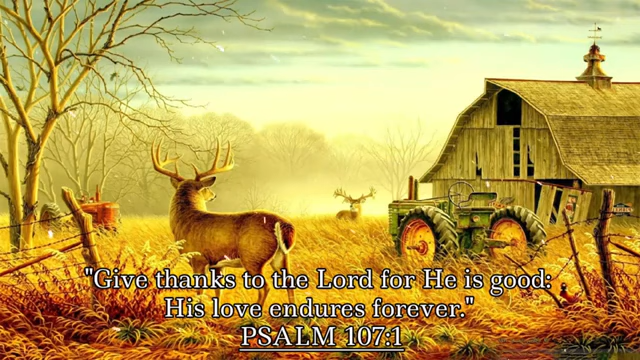 "Give thanks to the Lord for He is good:
His love endures forever."
PSALM 107:1